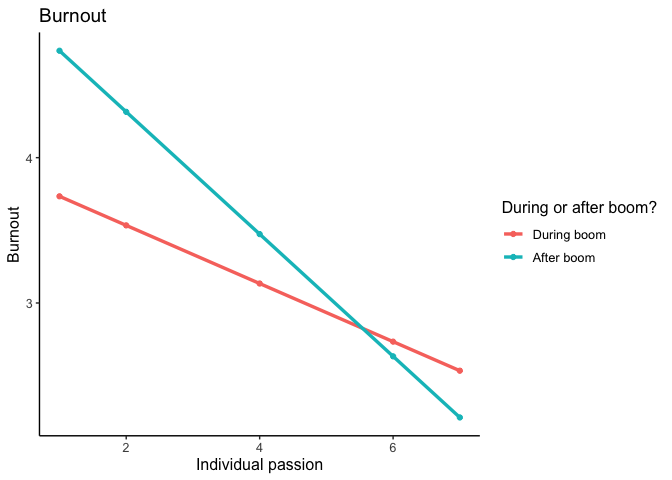 Burnout
Burnout
4
3
2
4
6
Individual passion
During or after boom?
During boom
After boom